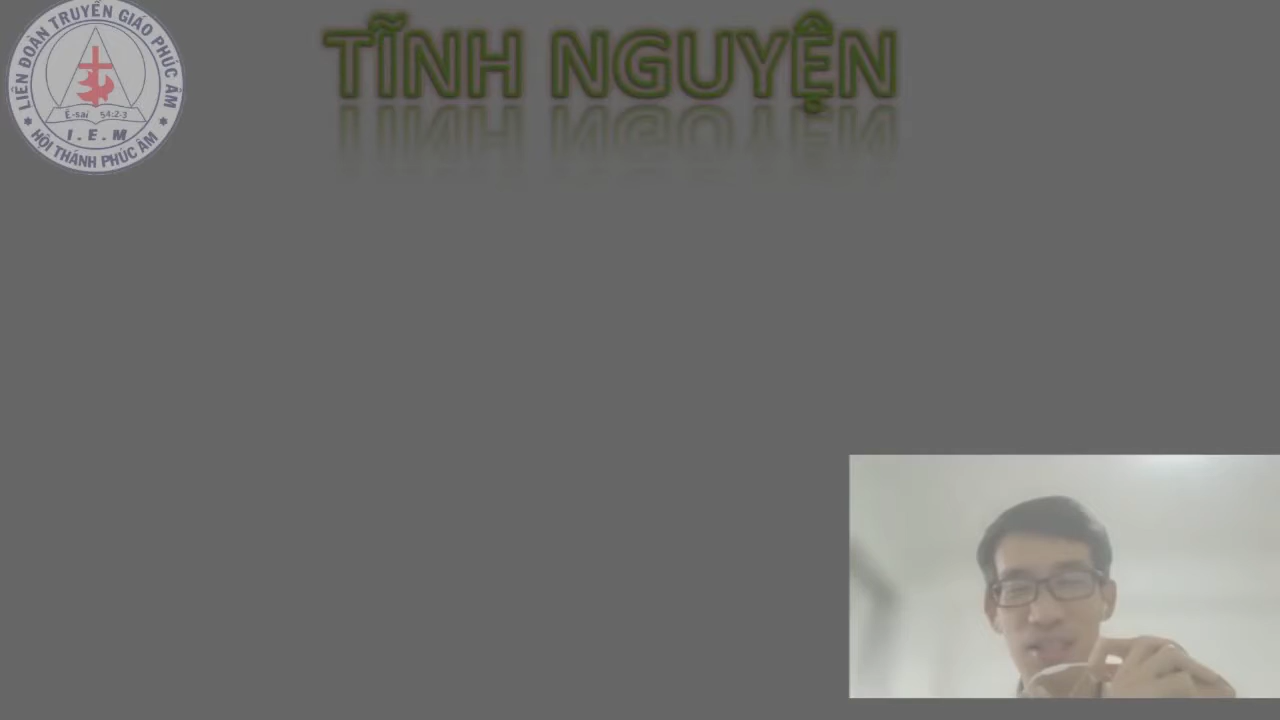 LIÊN ĐOÀN TRUYỀN GIÁO PHÚC ÂM
Ê-sai 54:2-3
I.E.M
HỘI THÁNH PHÚC ÂM
TĨNH NGUYỆN